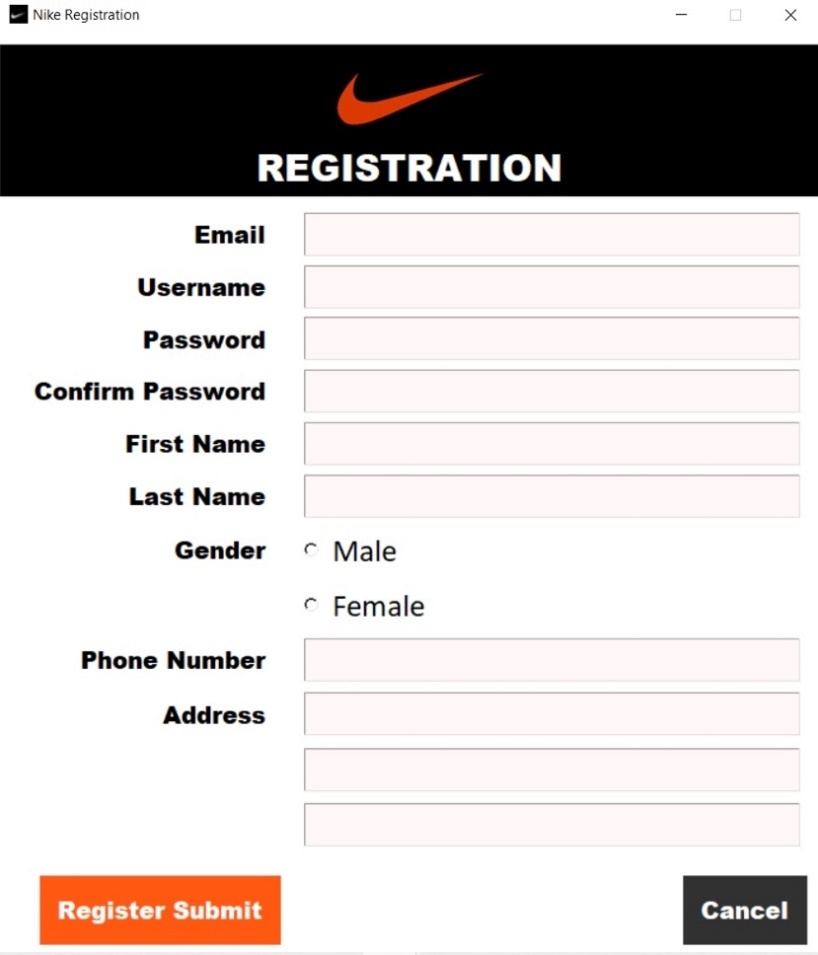 Nike Registration
REGISTRATION
Email
Username
Password
Confirm Password
First Name
Last Name
Gender
Male
Female
Phone Number
Address
Register Submit
Cancel